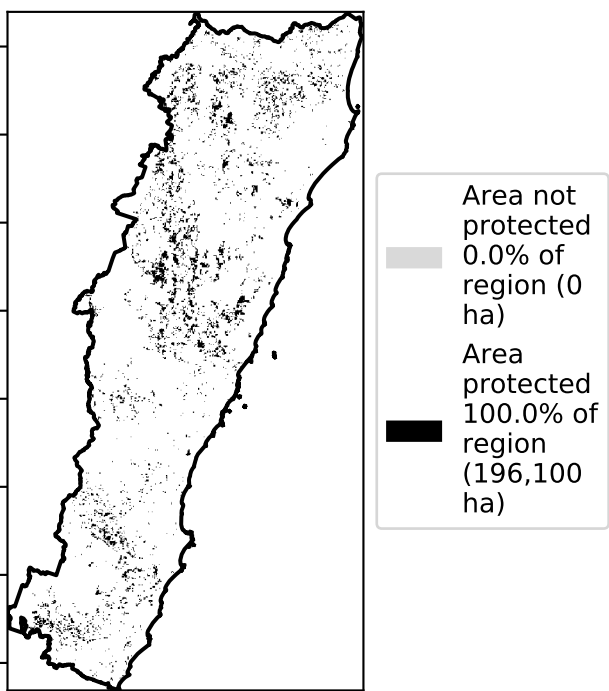 Area not
protected
0.0% of
region (0
ha)
Area
protected
100.0% of
region
(196,100
ha)